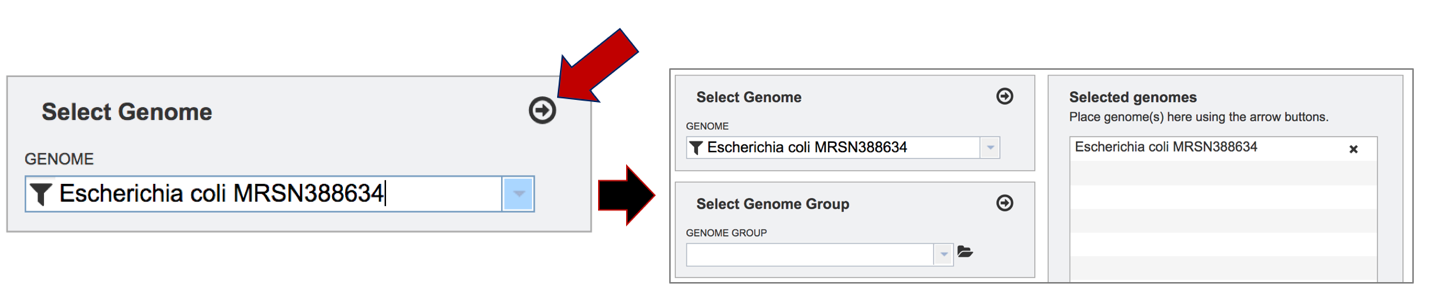 Select Genome
GENOME
Escherichia coli MRSN388634
Select Genome
GENOME
Escherichia coli MRSN388634
Select Genome Group
GENOME GROUP
Selected genomes
Place genome(s) here using the arrow buttons.
Escherichia coli MRSN388634